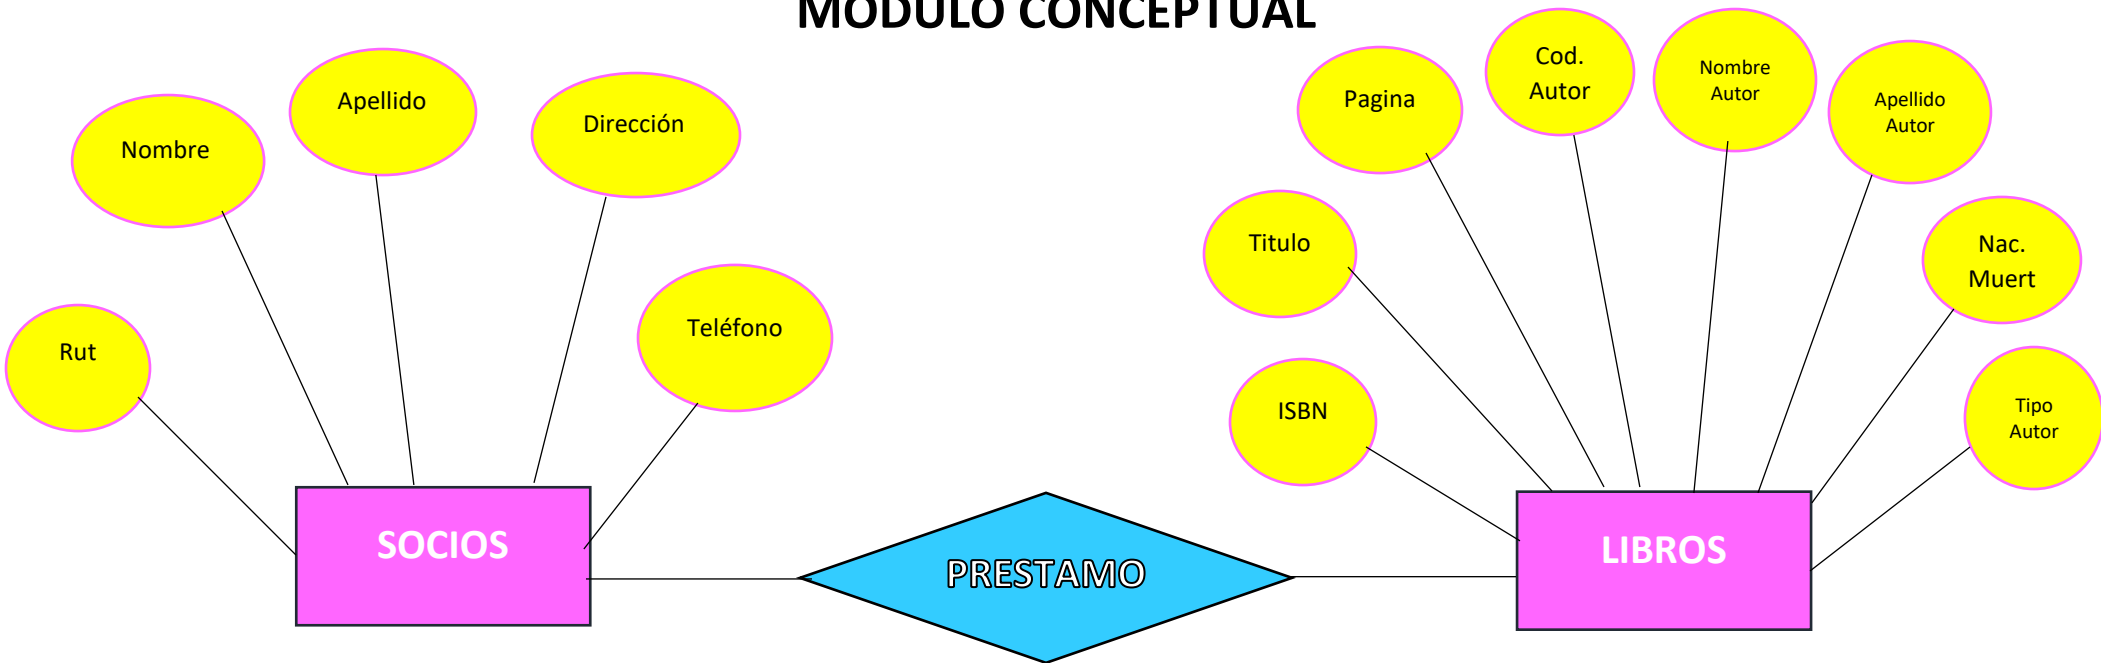 MODULO CONCEPTUAL
Nombre
Apellido
Dirección
Teléfono
Rut
SOCIOS
PRESTAMO
Pagina
Cod.
Autor
Nombre
Autor
Apellido
Autor
Titulo
Nac.
Muert
ISBN
Tipo
Autor
LIBROS